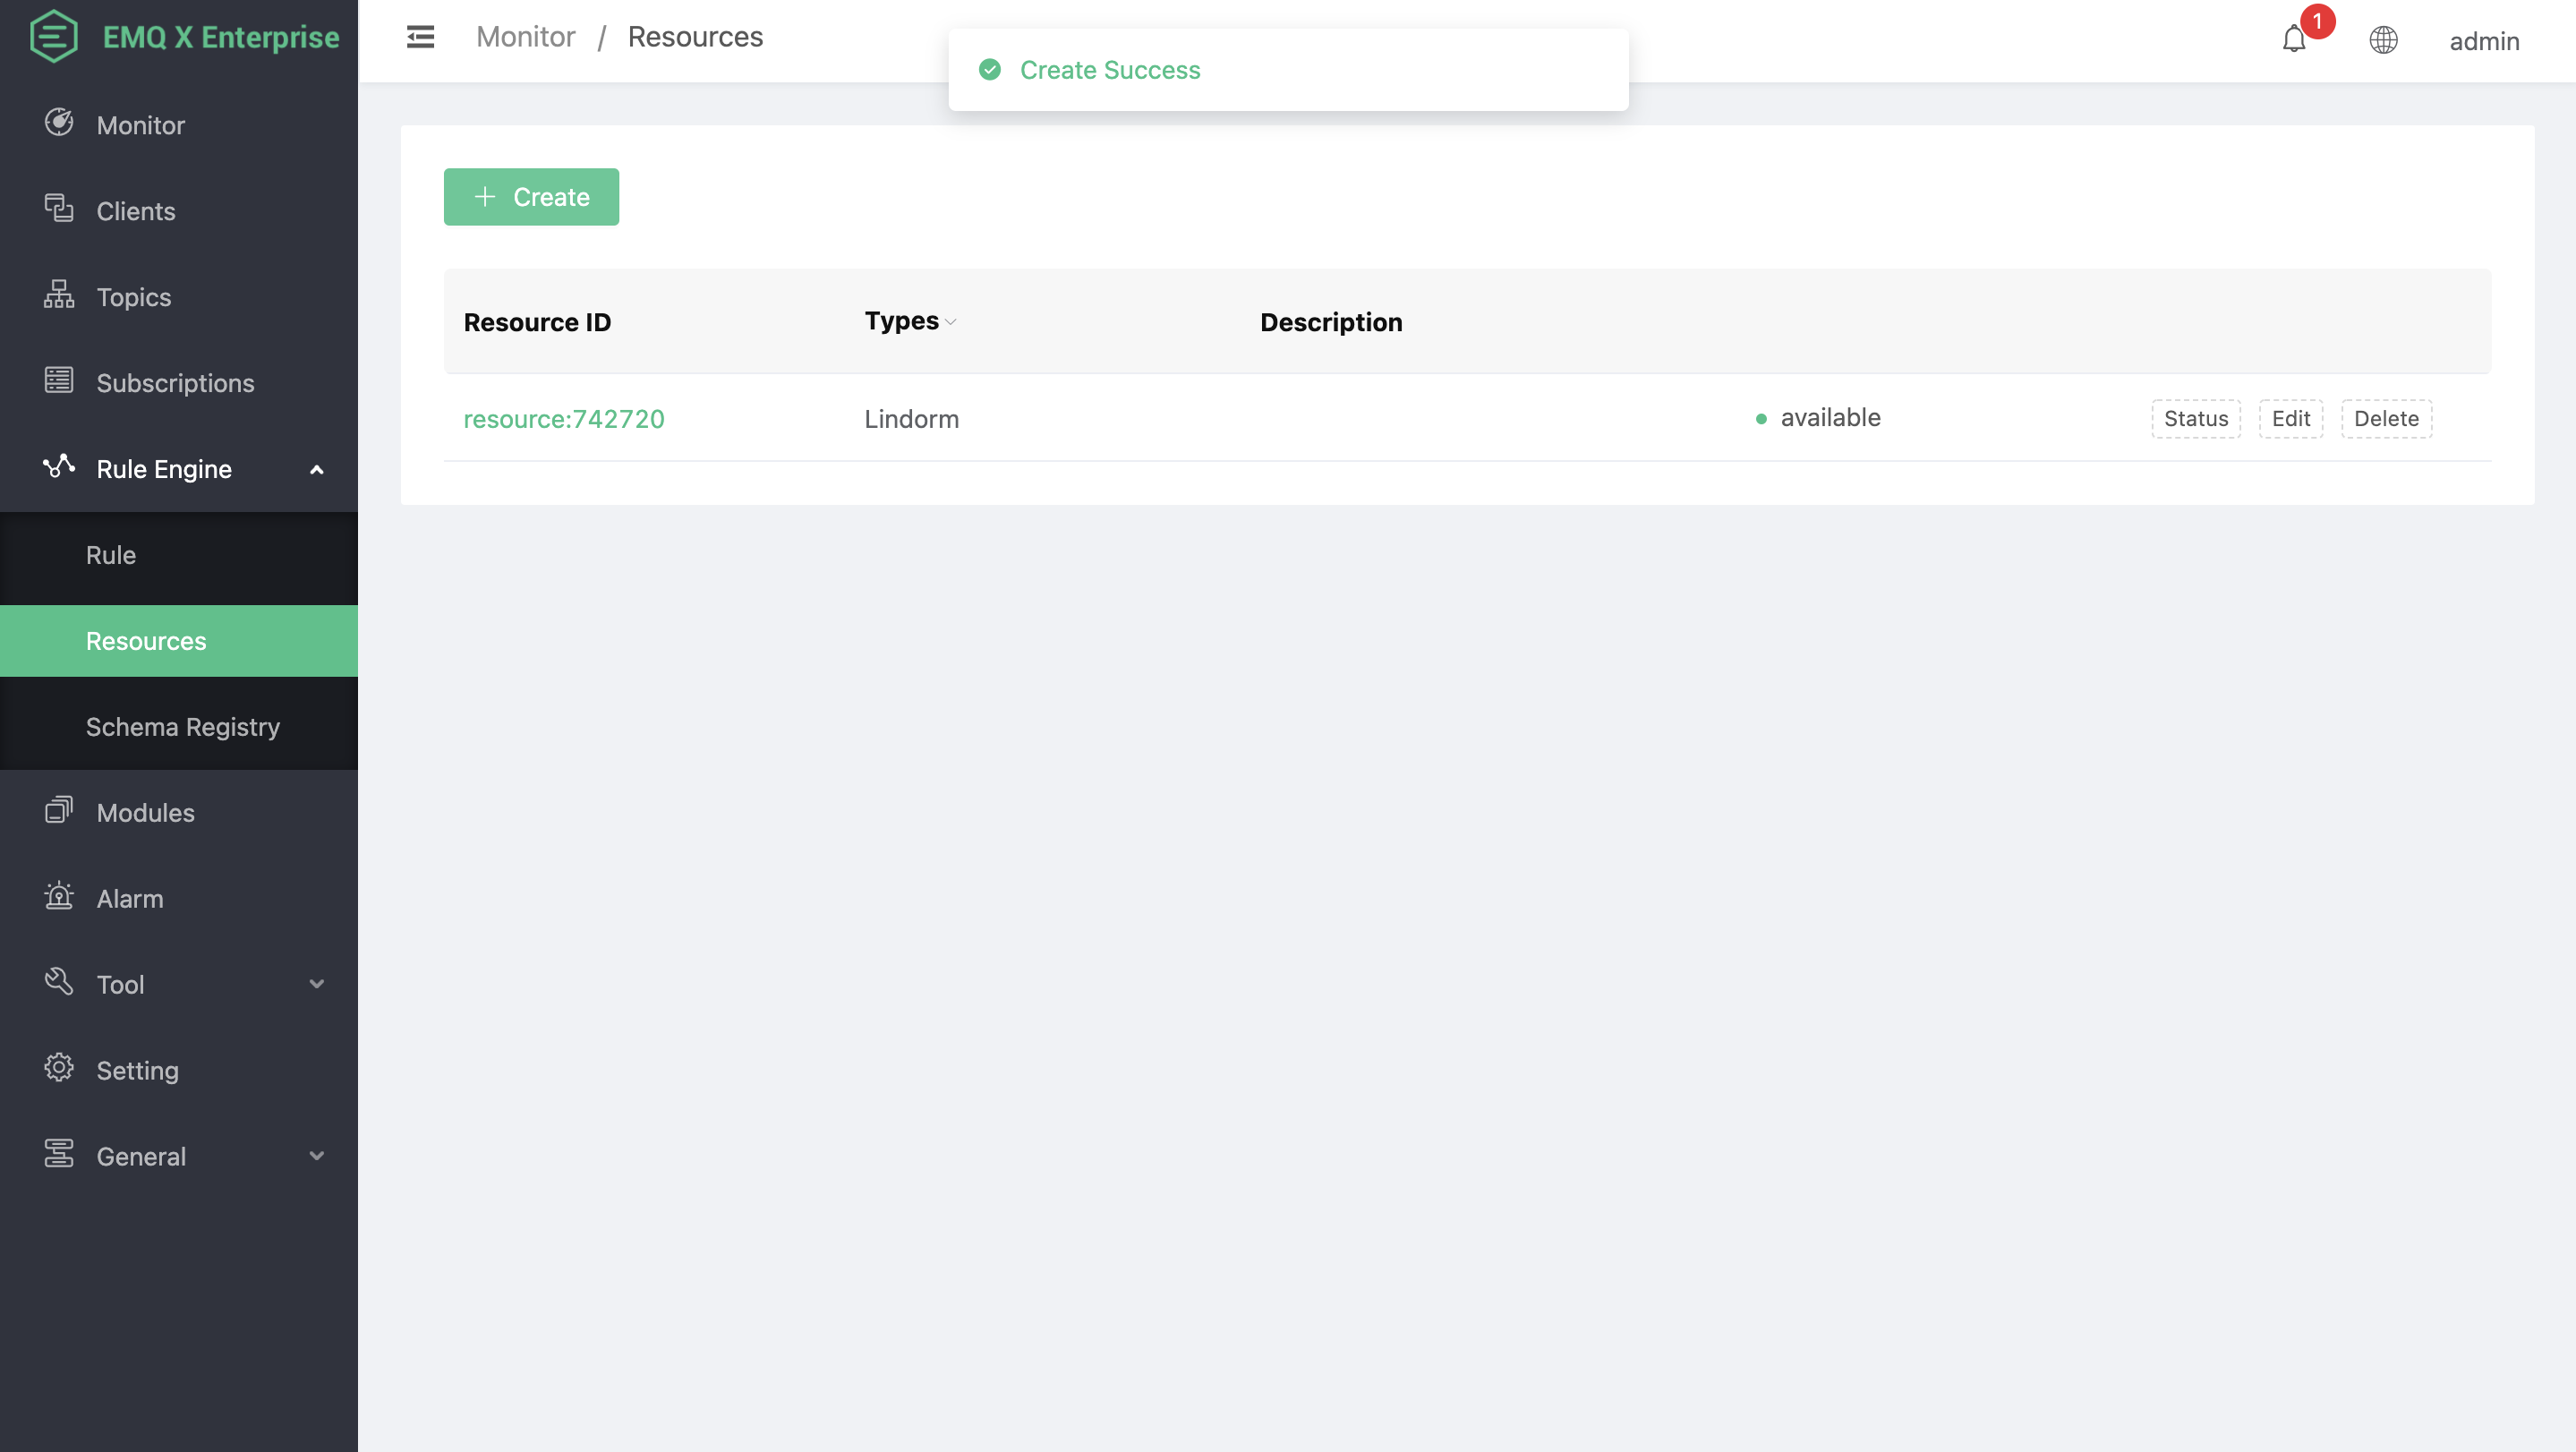 EMQ X Enterprise
Monitor
Clients
Topics
Subscriptions
Rule Engine
Rule
Resources
Schema Registry
Modules
Alarm
Tool
Setting
General
Monitor / Resources
Create Success
1
admin
Create
Resource ID Types Description
resource:742720 Lindorm available Status Edit Delete